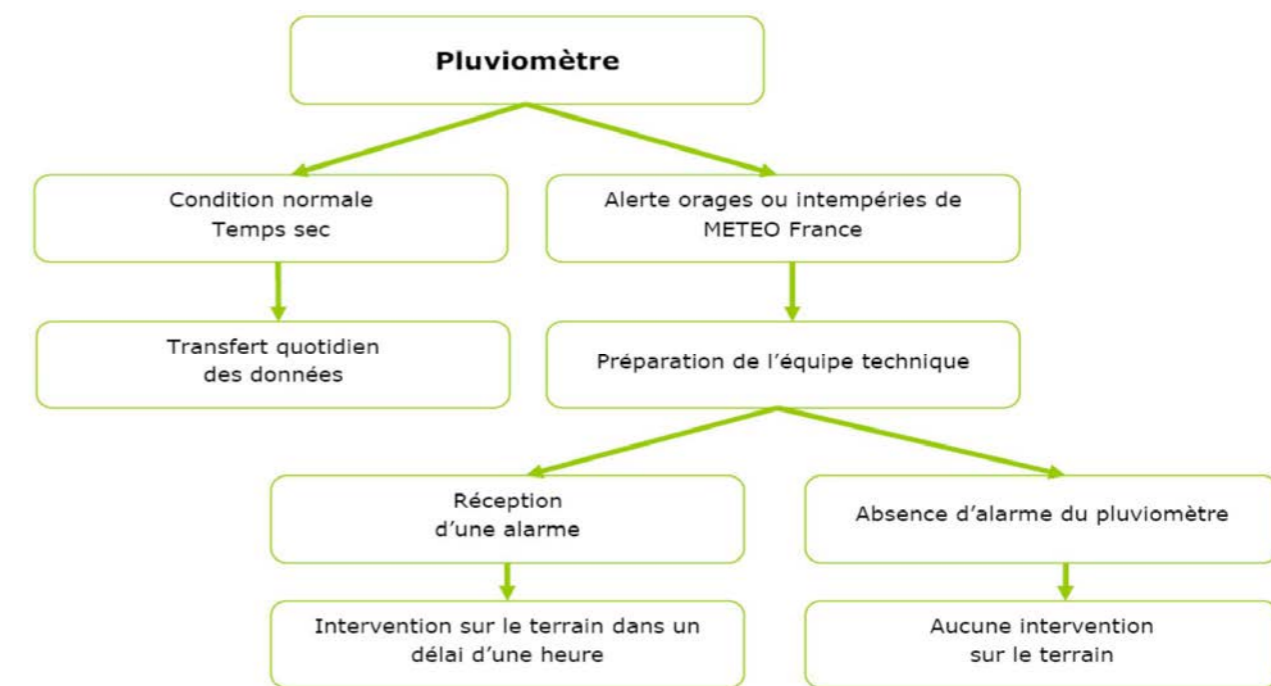 Pluviomètre
Condition normale
Temps sec
Alerte orages ou intempéries de
METEO France
Transfert quotidien
des données
Préparation de l'équipe technique
Réception
d'une alarme
Absence d'alarme du pluviomètre
Intervention sur le terrain dans un
délai d'une heure
Aucune intervention
sur le terrain